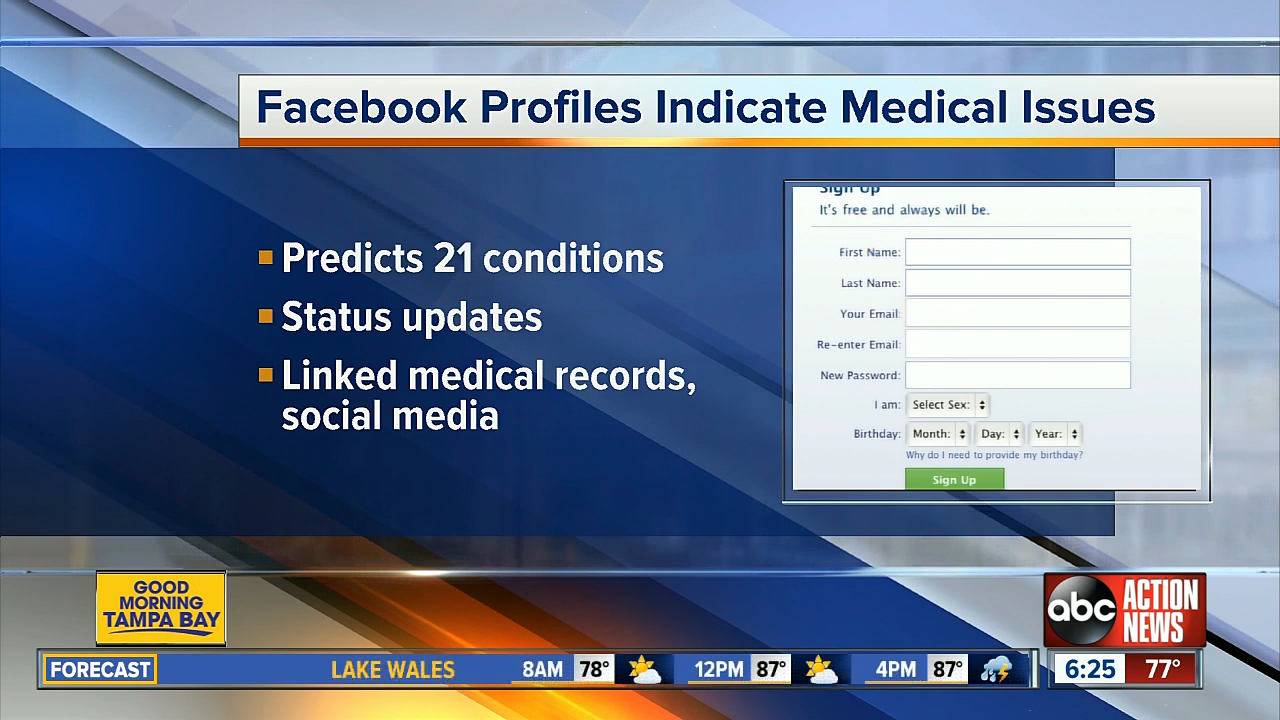 Facebook Profiles Indicate Medical Issues
Predicts 21 conditions
Status updates
Linked medical records,
social media
Sign Up
It's free and always will be.
First Name:
Last Name:
Your Email:
Re-enter Email:
New Password:
I am: Select Sex:
Birthday: Month: Day: Year:
Why do I need to provide my birthday?
Sign Up
GOOD
MORNING
TAMPA BAY
abc ACTION
NEWS
FORECAST LAKE WALES 8AM 78° 12PM 87° 4PM 87° 6:25 77°